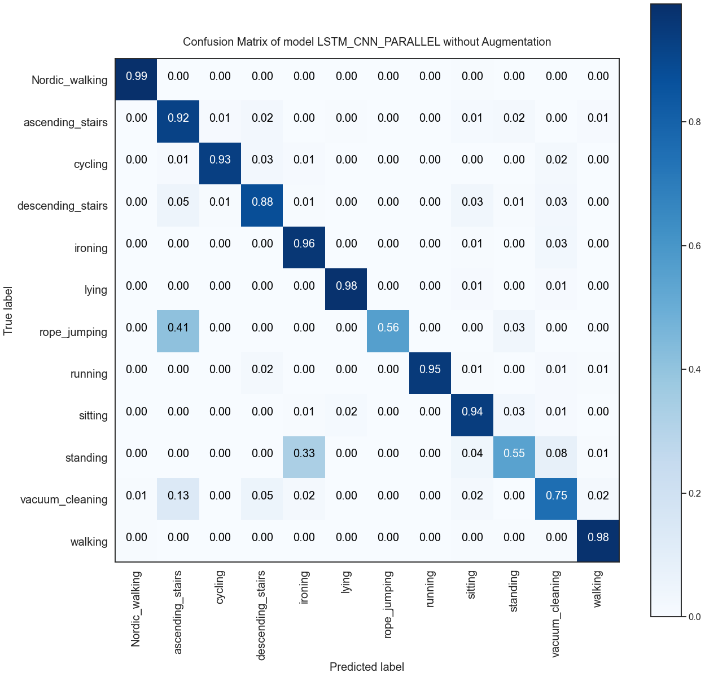 Confusion Matrix of model LSTM_CNN_PARALLEL without Augmentation
Nordic_walking 0.99 0.00 0.00 0.00 0.00 0.00 0.00 0.00 0.00 0.00 0.00 0.00
ascending_stairs 0.00 0.92 0.01 0.02 0.00 0.00 0.00 0.00 0.01 0.02 0.00 0.01
cycling 0.00 0.01 0.93 0.03 0.01 0.00 0.00 0.00 0.00 0.00 0.02 0.00
descending_stairs 0.00 0.05 0.01 0.88 0.01 0.00 0.00 0.00 0.03 0.01 0.03 0.00
ironing 0.00 0.00 0.00 0.00 0.96 0.00 0.00 0.00 0.01 0.00 0.03 0.00
lying 0.00 0.00 0.00 0.00 0.00 0.98 0.00 0.00 0.01 0.00 0.01 0.00
rope_jumping 0.00 0.41 0.00 0.00 0.00 0.00 0.56 0.00 0.00 0.03 0.00 0.00
running 0.00 0.00 0.00 0.02 0.00 0.00 0.00 0.95 0.01 0.00 0.01 0.01
sitting 0.00 0.00 0.00 0.00 0.01 0.02 0.00 0.00 0.94 0.03 0.01 0.00
standing 0.00 0.00 0.00 0.00 0.33 0.00 0.00 0.00 0.04 0.55 0.08 0.01
vacuum_cleaning 0.01 0.13 0.00 0.05 0.02 0.00 0.00 0.00 0.02 0.00 0.75 0.02
walking 0.00 0.00 0.00 0.00 0.00 0.00 0.00 0.00 0.00 0.00 0.00 0.98
True label
Nordic_walking
ascending_stairs
cycling
descending_stairs
ironing
lying
rope_jumping
running
sitting
standing
vacuum_cleaning
walking
Predicted label
0.8
0.6
0.4
0.2
0.0